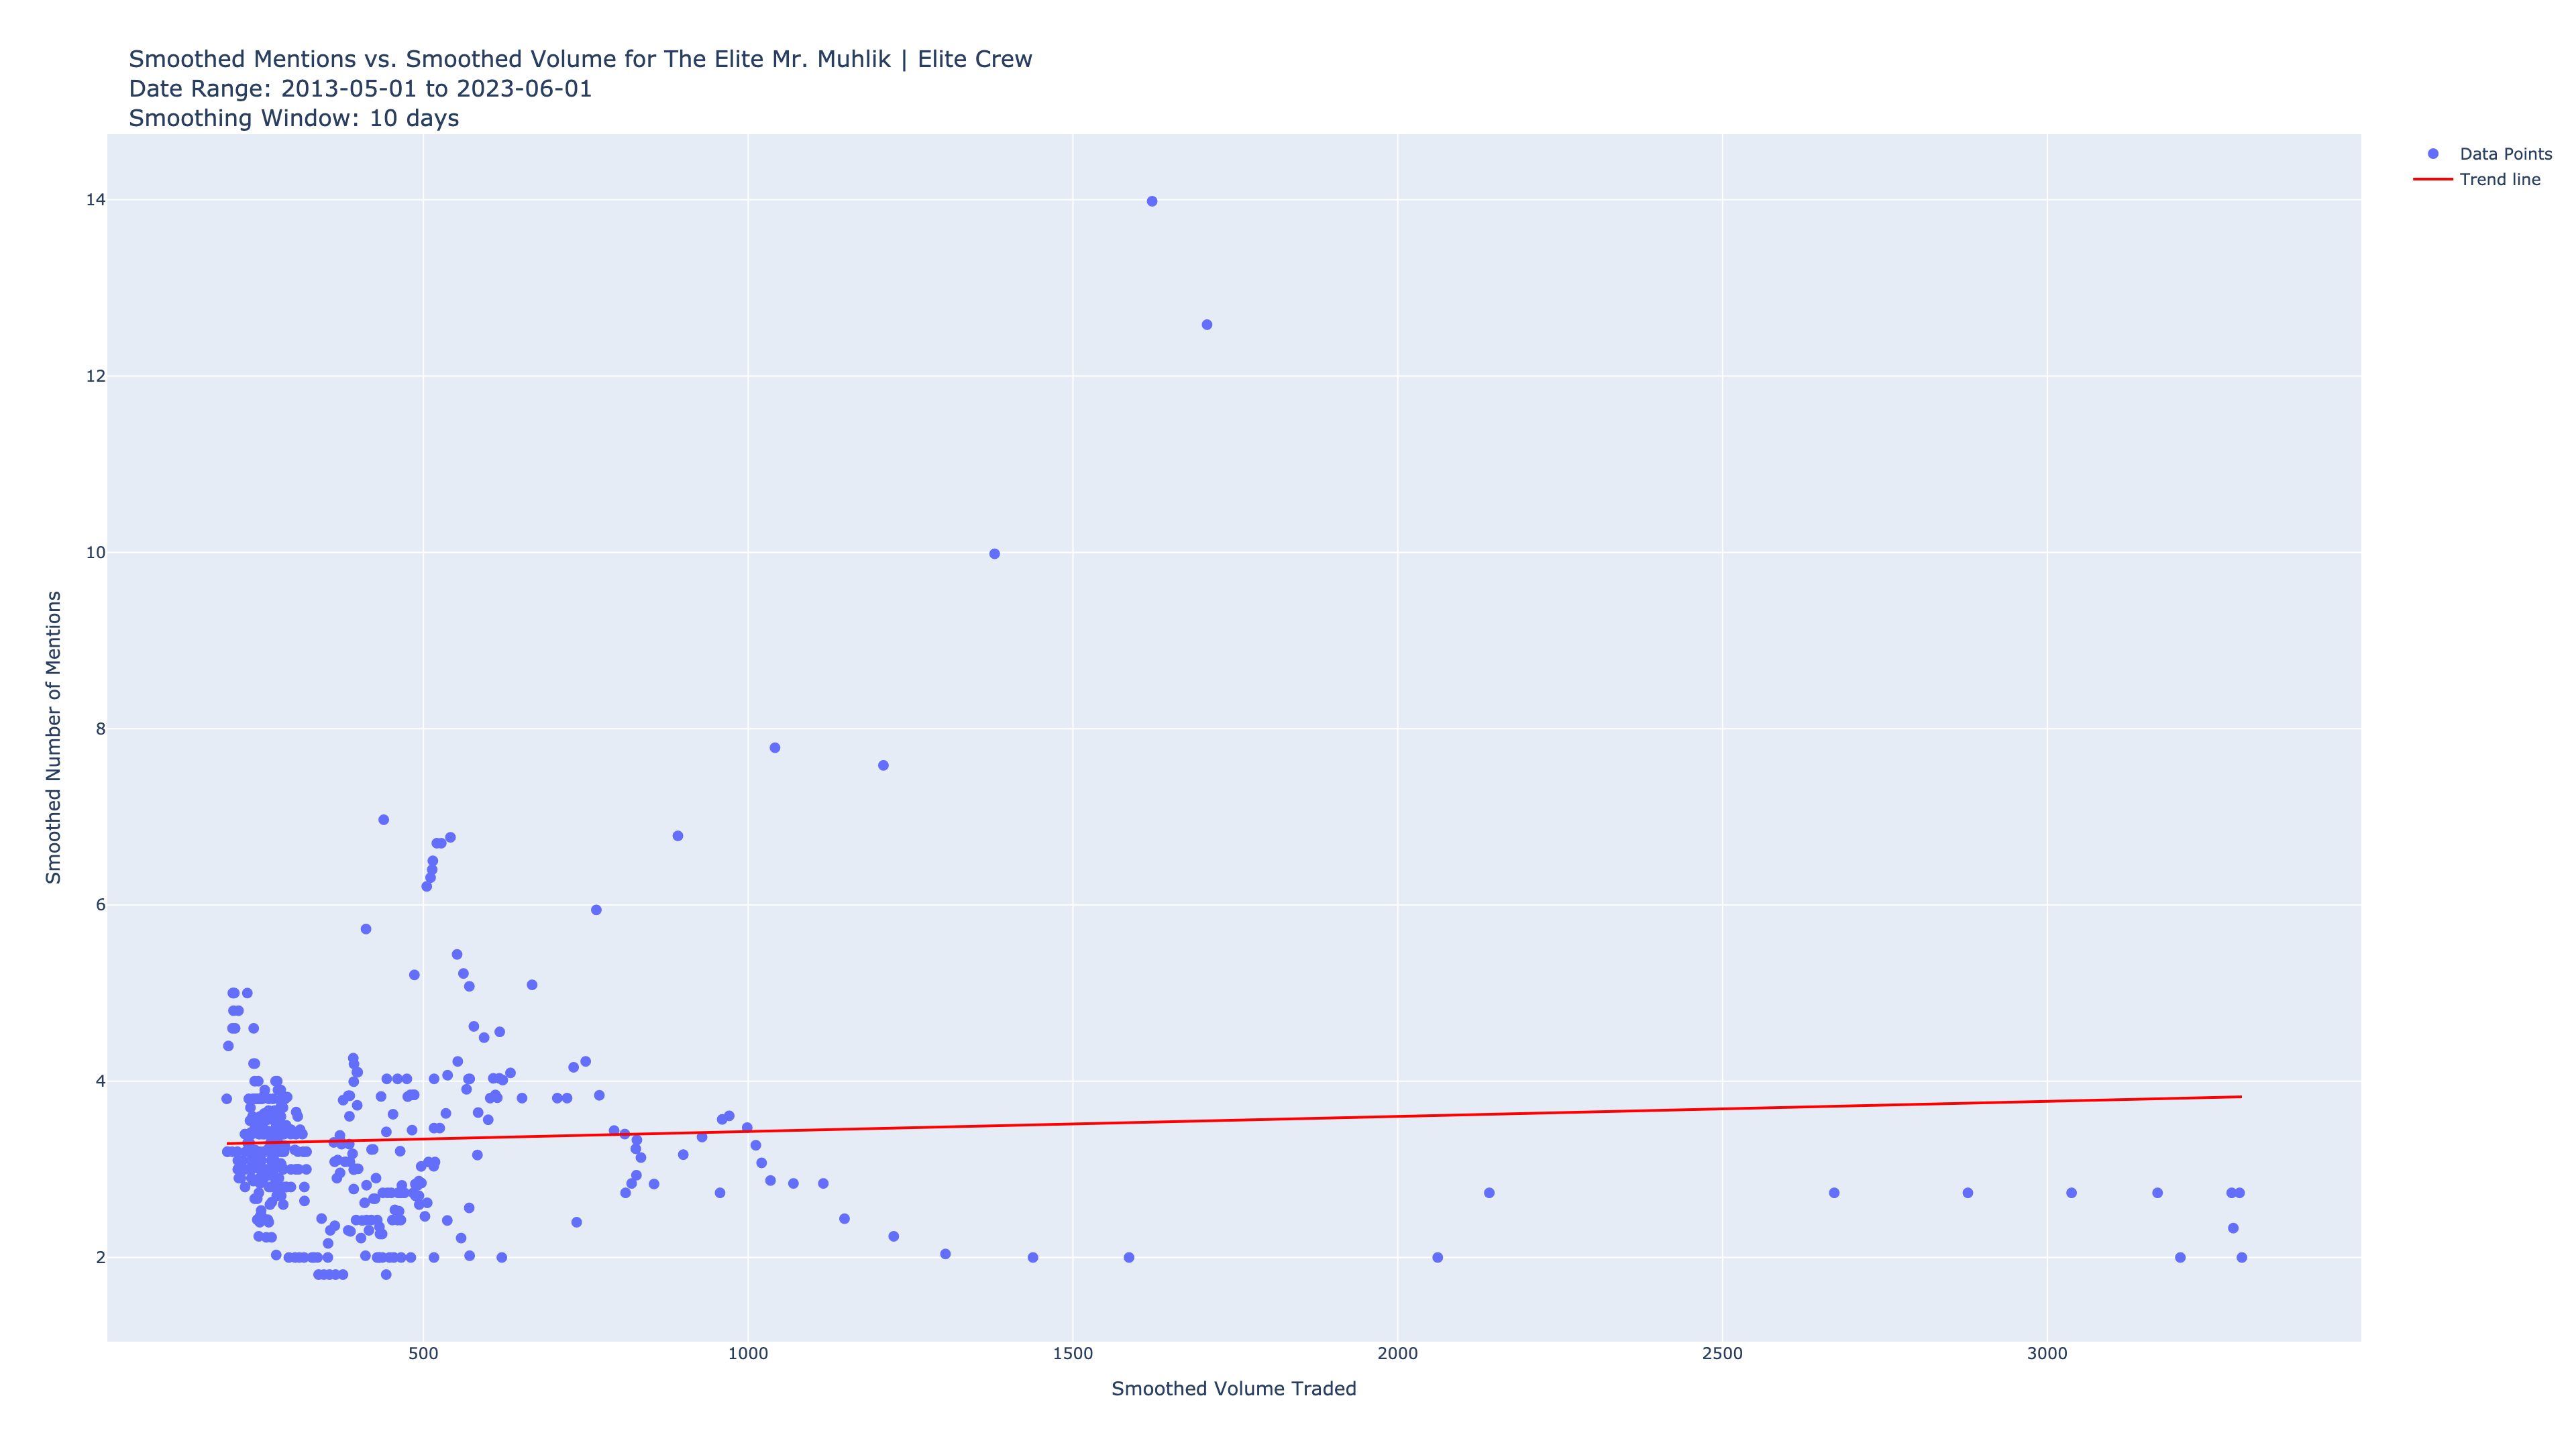 Smoothed Mentions vs. Smoothed Volume for The Elite Mr. Muhlik | Elite Crew
Date Range: 2013-05-01 to 2023-06-01
Smoothing Window: 10 days
Data Points
Trend line
14
12
10
8
6
4
2
Smoothed Number of Mentions
500
1000
1500
2000
2500
3000
Smoothed Volume Traded